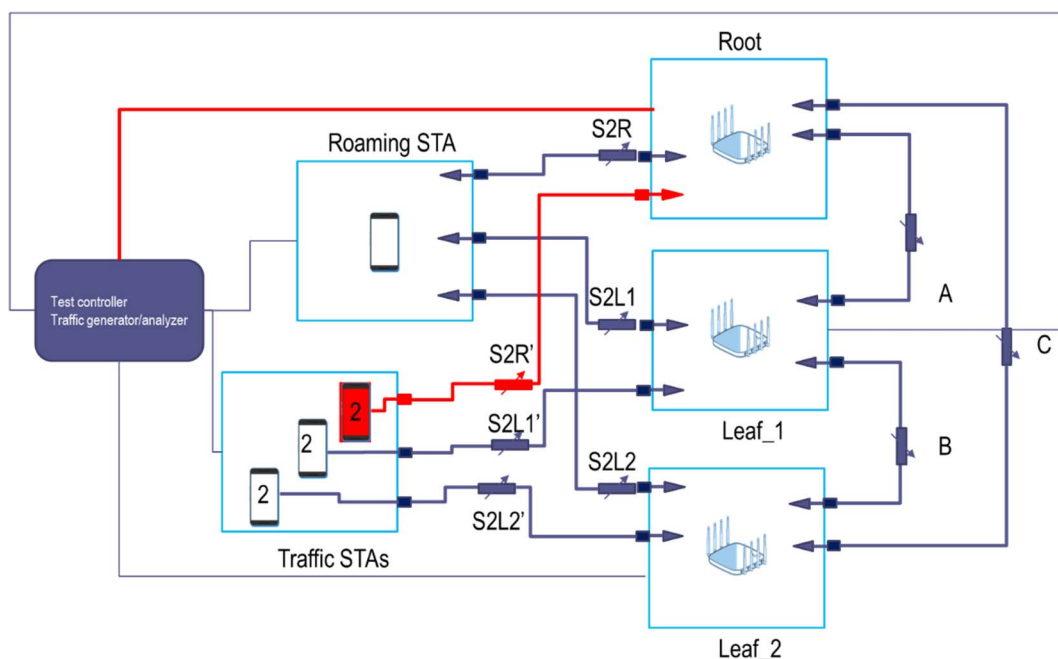 Root
S2R
Roaming STA
Test controller
Traffic generator/analyzer
S2L1
A
C
S2R’
2
2
2
S2L1’
Leaf_1
B
S2L2
S2L2’
Traffic STAs
Leaf_2